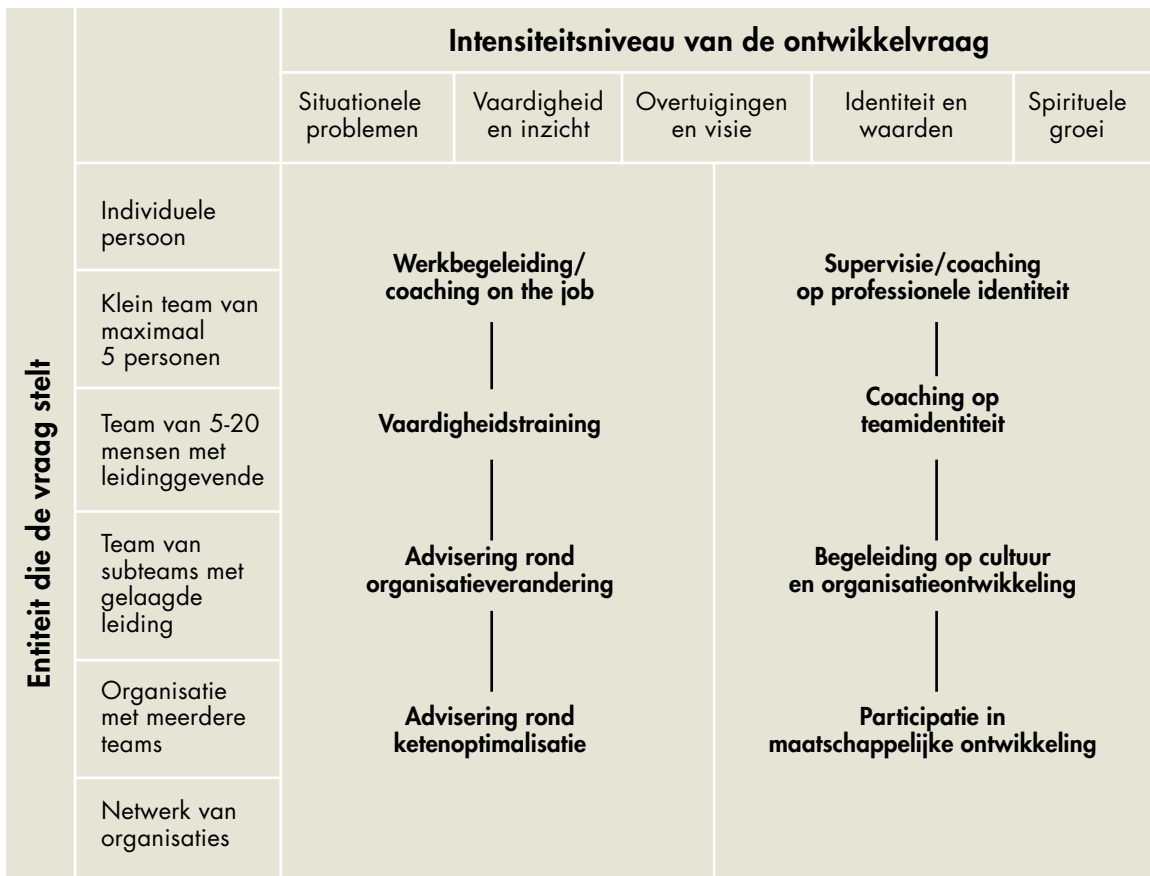 Intensiteitsniveau van de ontwikkelvraag
Situationele
problemen
Vaardigheid
en inzicht
Overtuigingen
en visie
Identiteit en
waarden
Spirituele
groei
Entiteit die de vraag stelt
Individuele
persoon
Klein team van
maximaal
5 personen
Team van 5-20
mensen met
leidinggevende
Team van
subteams met
gelaagde
leiding
Organisatie
met meerdere
teams
Netwerk van
organisaties
Werkbegeleiding/
coaching on the job
Vaardigheidstraining
Advisering rond
organisatieverandering
Advisering rond
ketenoptimalisatie
Supervisie/coaching
op professionele identiteit
Coaching op
teamidentiteit
Begeleiding op cultuur
en organisatieontwikkeling
Participatie in
maatschappelijke ontwikkeling